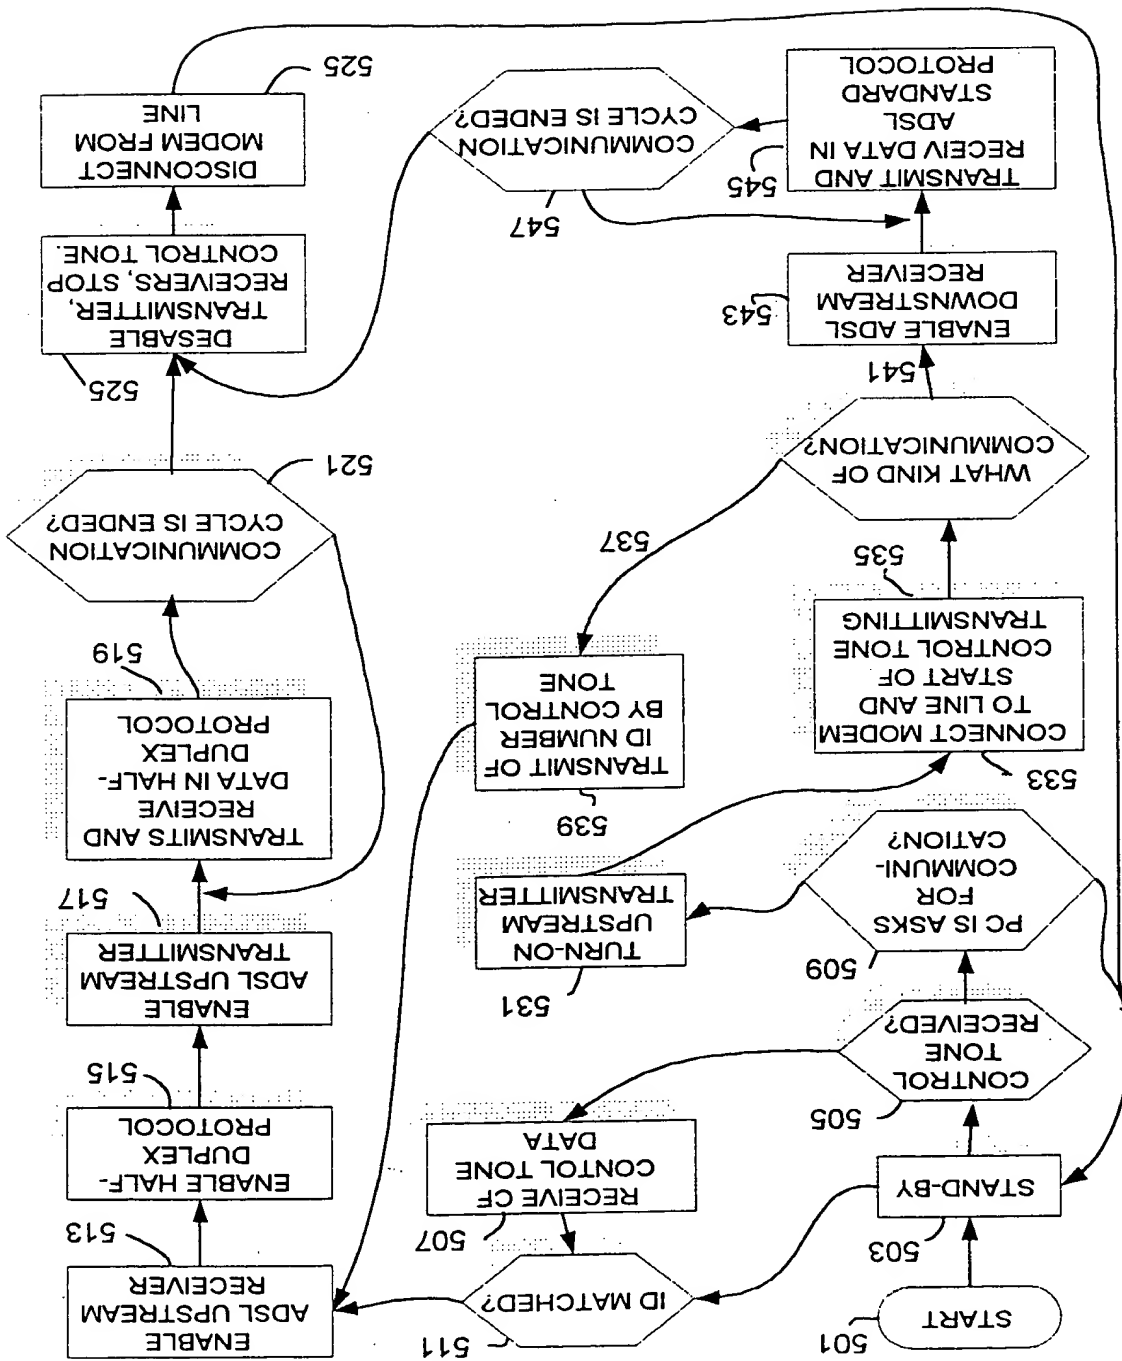 START
501
STAND-BY
503
CONTROL
TONE
RECEIVED?
505
RECEIVE CF
CONTOL TONE
DATA
507
ID MATCHED?
511
PC IS ASKS
FOR
COMMUNI-
CATION?
509
TURN-ON
UPSTREAM
TRANSMITTER
531
CONNECT MODEM
TO LINE AND
START OF
CONTROL TONE
TRANSMITTING
533
535
WHAT KIND OF
COMMUNICATION?
537
TRANSMIT OF
ID NUMBER
BY CONTROL
TONE
539
541
ENABLE ADSL
DOWNSTREAM
RECEIVER
543
TRANSMIT AND
RECEIV DATA IN
ADSL
STANDARD
PROTOCOL
545
COMMUNICATION
CYCLE IS ENDED?
547
ENABLE
ADSL UPSTREAM
RECEIVER
513
ENABLE HALF-
DUPLEX
PROTOCOL
515
ENABLE
ADSL UPSTREAM
TRANSMITTER
517
TRANSMITS AND
RECEIVE
DATA IN HALF-
DUPLEX
PROTOCOL
519
COMMUNICATION
CYCLE IS ENDED?
521
DESABLE
TRANSMITTER,
RECEIVERS, STOP
CONTROL TONE.
525
DISCONNECT
MODEM FROM
LINE
525